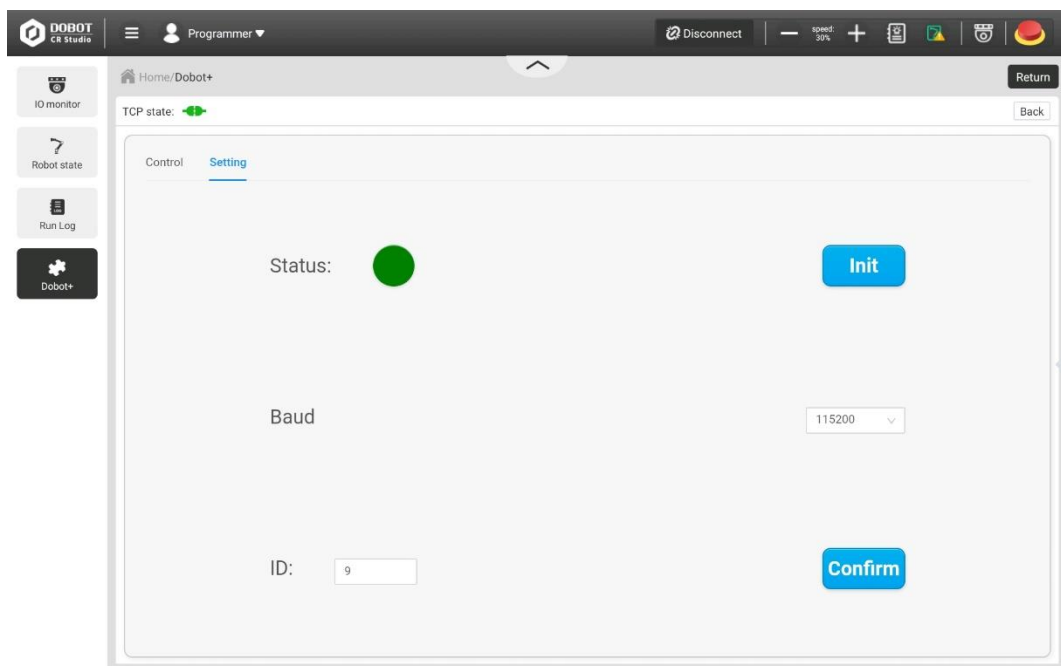 DOBOT
CR Studio
Programmer
Disconnect
speed:
30%
IO monitor
Robot state
Run Log
Dobot+
Home/Dobot+
Return
TCP state:
Back
Control
Setting
Status:
Init
Baud
115200
ID:
9
Confirm